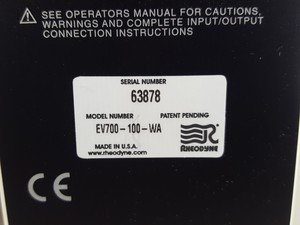 ⚠ SEE OPERATORS MANUAL FOR CAUTIONS,
WARNINGS AND COMPLETE INPUT/OUTPUT
CONNECTION INSTRUCTIONS
SERIAL NUMBER
63878
MODEL NUMBER PATENT PENDING
EV700-100-WA
MADE IN U.S.A.
www.rheodyne.com
RHEODYNE
CE